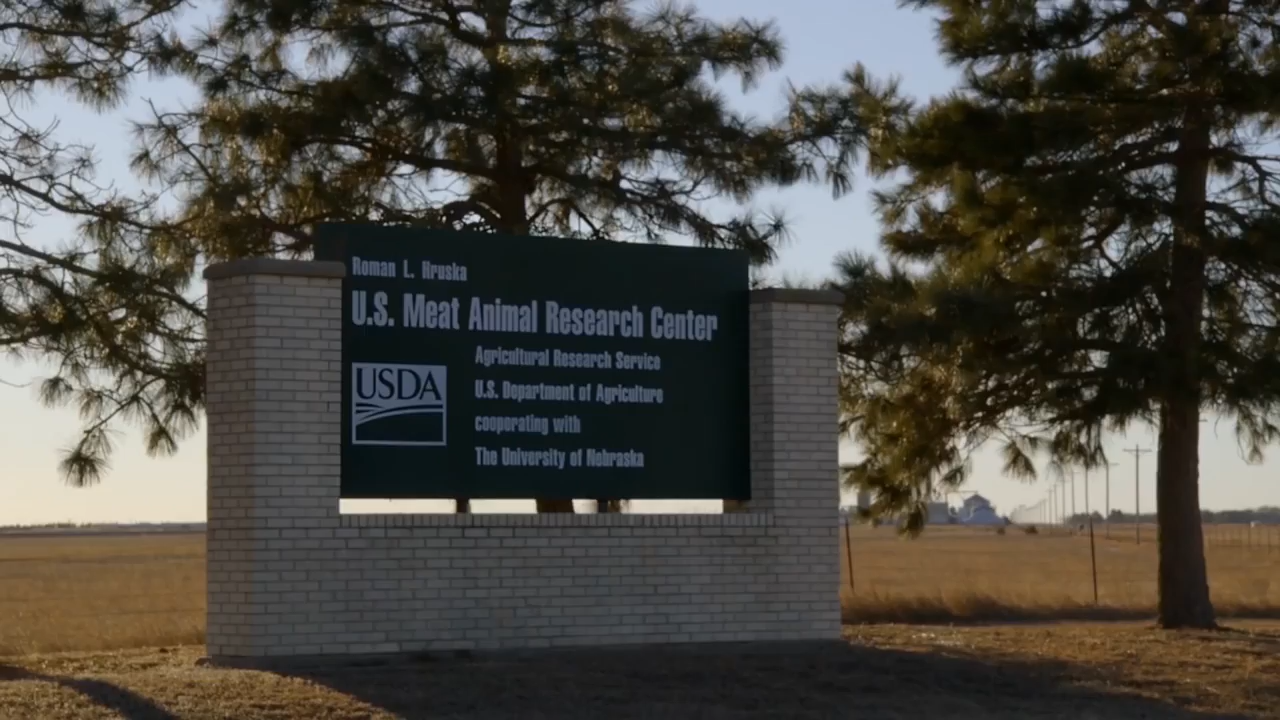 Roman L. Hruska
U.S. Meat Animal Research Center
Agricultural Research Service
USDA
U.S. Department of Agriculture
cooperating with
The University of Nebraska